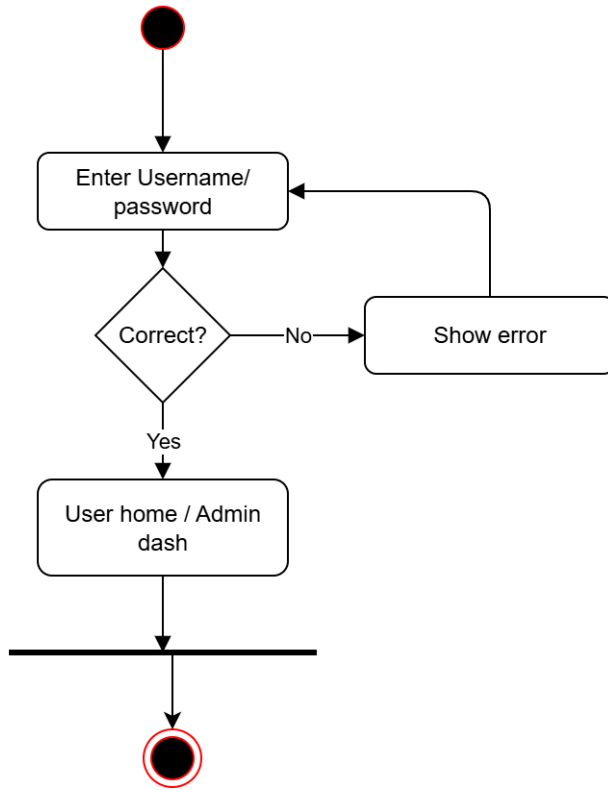 Enter Username/
password
Correct?
No
Show error
Yes
User home / Admin
dash